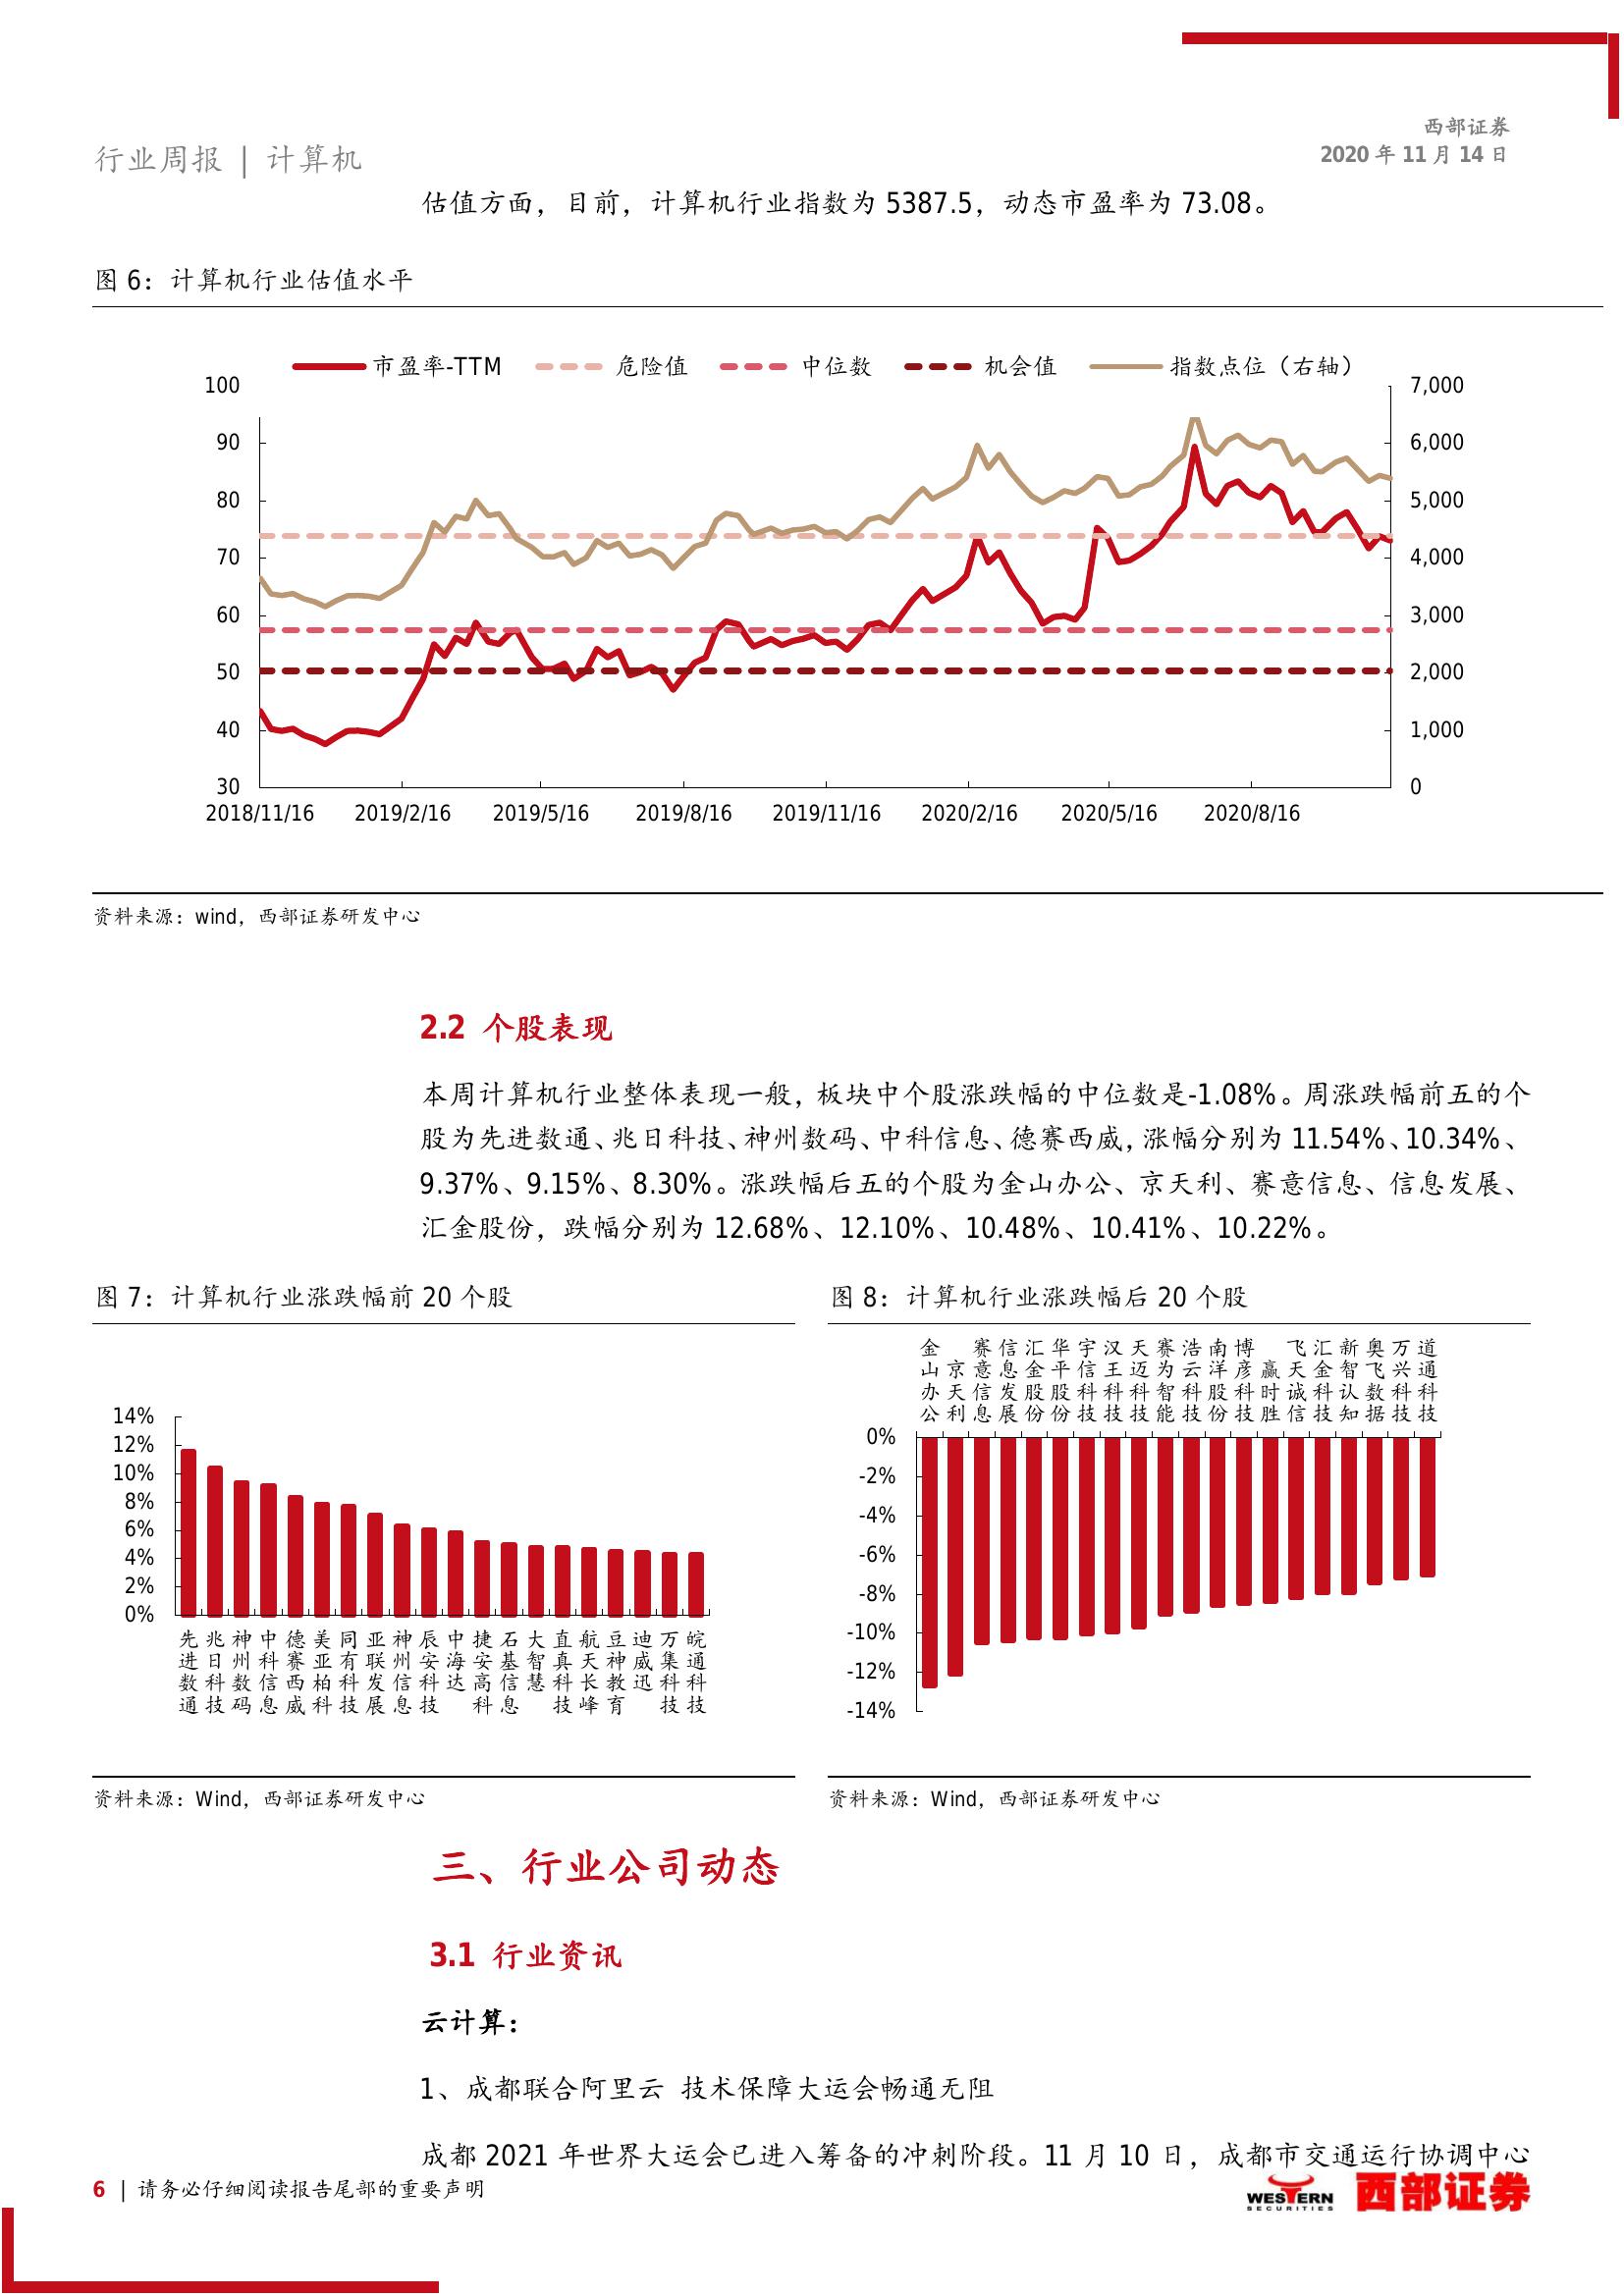 西部证券
2020 年 11 月 14 日
行业周报 | 计算机
估值方面，目前，计算机行业指数为 5387.5，动态市盈率为 73.08。
图 6：计算机行业估值水平
市盈率-TTM 危险值 中位数 机会值 指数点位（右轴）
100 7,000
90 6,000
80 5,000
70 4,000
60 3,000
50 2,000
40 1,000
30 0
2018/11/16 2019/2/16 2019/5/16 2019/8/16 2019/11/16 2020/2/16 2020/5/16 2020/8/16
资料来源：wind，西部证券研发中心
2.2 个股表现
本周计算机行业整体表现一般，板块中个股涨跌幅的中位数是-1.08%。周涨跌幅前五的个
股为先进数通、兆日科技、神州数码、中科信息、德赛西威，涨幅分别为 11.54%、10.34%、
9.37%、9.15%、8.30%。涨跌幅后五的个股为金山办公、京天利、赛意信息、信息发展、
汇金股份，跌幅分别为 12.68%、12.10%、10.48%、10.41%、10.22%。
图 7：计算机行业涨跌幅前 20 个股
14%
12%
10%
8%
6%
4%
2%
0%
先进数通 兆日科技 神州数码 中科信息 德赛西威 美亚柏科 同有科技 亚联发展 神州信息 辰安科技 中海达 捷安高科 石基信息 大智慧 直真科技 航天长峰 豆神教育 迪威迅 万集科技 皖通科技
资料来源：Wind，西部证券研发中心
图 8：计算机行业涨跌幅后 20 个股
金山办公 京天利 赛意信息 信息发展 汇金股份 华平股份 宇信科技 汉王科技 天迈科技 赛为智能 浩云科技 南洋股份 博彦科技 赢时胜 飞天诚信 汇金科技 新智认知 奥飞数据 万兴科技 道通科技
0%
-2%
-4%
-6%
-8%
-10%
-12%
-14%
资料来源：Wind，西部证券研发中心
三、行业公司动态
3.1 行业资讯
云计算：
1、成都联合阿里云 技术保障大运会畅通无阻
成都 2021 年世界大运会已进入筹备的冲刺阶段。11 月 10 日，成都市交通运行协调中心
6 | 请务必仔细阅读报告尾部的重要声明
WESTERN
SECURITIES
西部证券